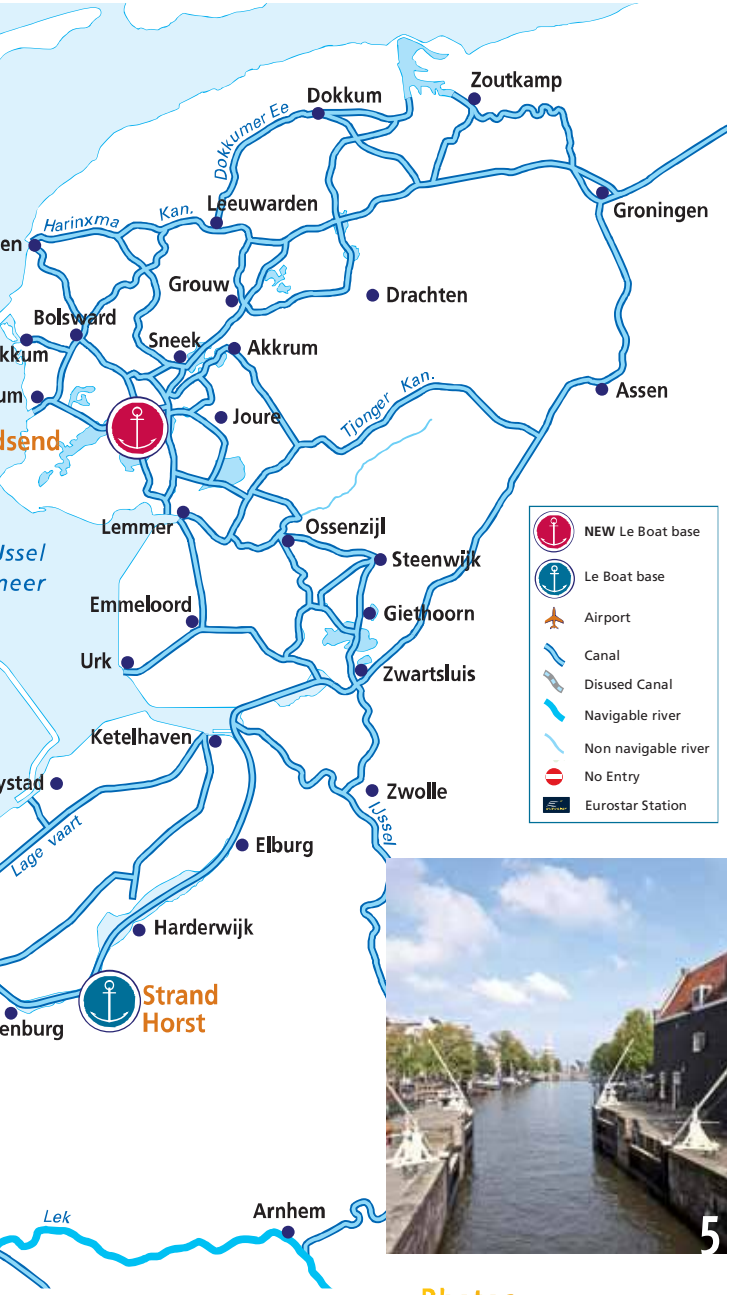 Zoutkamp
Dokkum
Dokkumer Ee
Leeuwarden
Groningen
Harinxma Kan.
en
Grouw
Drachten
Bolsward
Sneek
Akkrum
kkum
um
Joure
Tjonger Kan.
Assen
dsend
Lemmer
Ossenzijl
Steenwijk
IJssel
meer
Emmeloord
Giethoorn
Urk
Zwartsluis
NEW Le Boat base
Le Boat base
Airport
Canal
Disused Canal
Navigable river
Non navigable river
No Entry
Eurostar Station
Ketelhaven
ystad
Zwolle
IJssel
Lage vaart
Elburg
Harderwijk
Strand
Horst
enburg
Lek
Arnhem
5